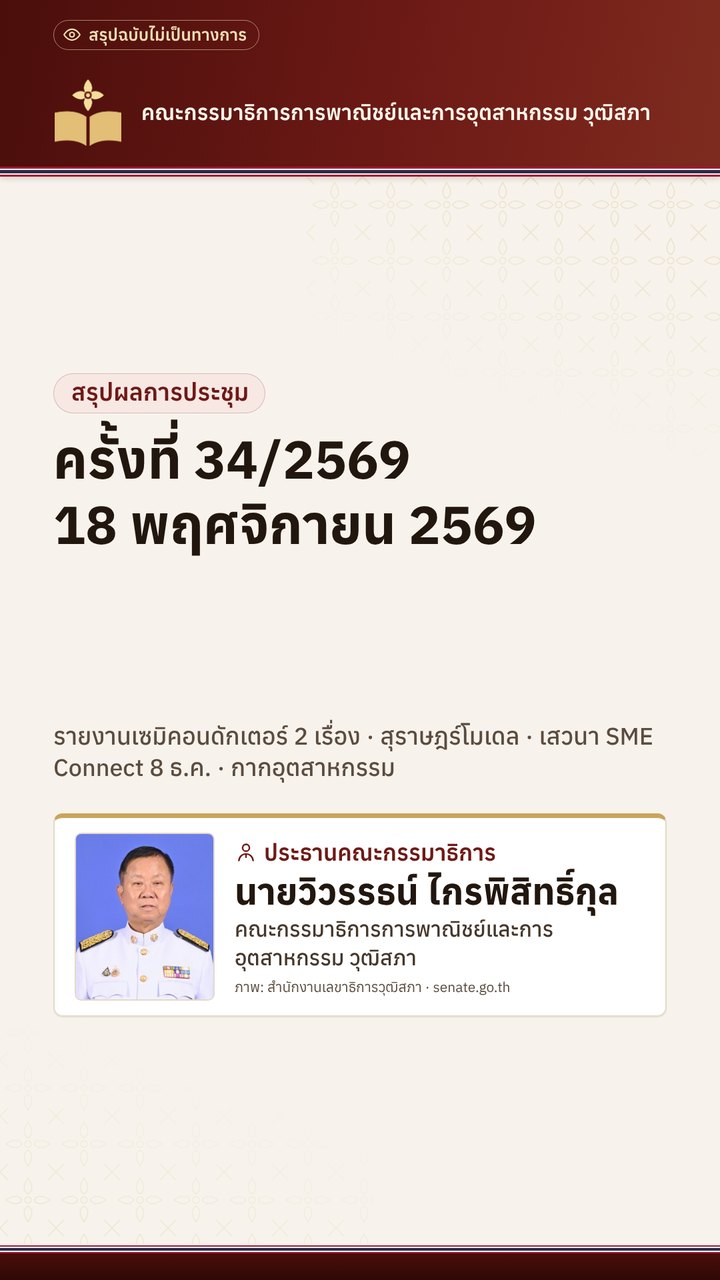 สรุปฉบับไม่เป็นทางการ
คณะกรรมาธิการการพาณิชย์และการอุตสาหกรรม วุฒิสภา
สรุปผลการประชุม
ครั้งที่ 34/2569
18 พฤศจิกายน 2569
รายงานเซมิคอนดักเตอร์ 2 เรื่อง · สุราษฎร์โมเดล · เสวนา SME
Connect 8 ธ.ค. · กากอุตสาหกรรม
ประธานคณะกรรมาธิการ
นายวิวรรธน์ ไกรพิสิทธิ์กุล
คณะกรรมาธิการการพาณิชย์และการ
อุตสาหกรรม วุฒิสภา
ภาพ: สำนักงานเลขาธิการวุฒิสภา · senate.go.th